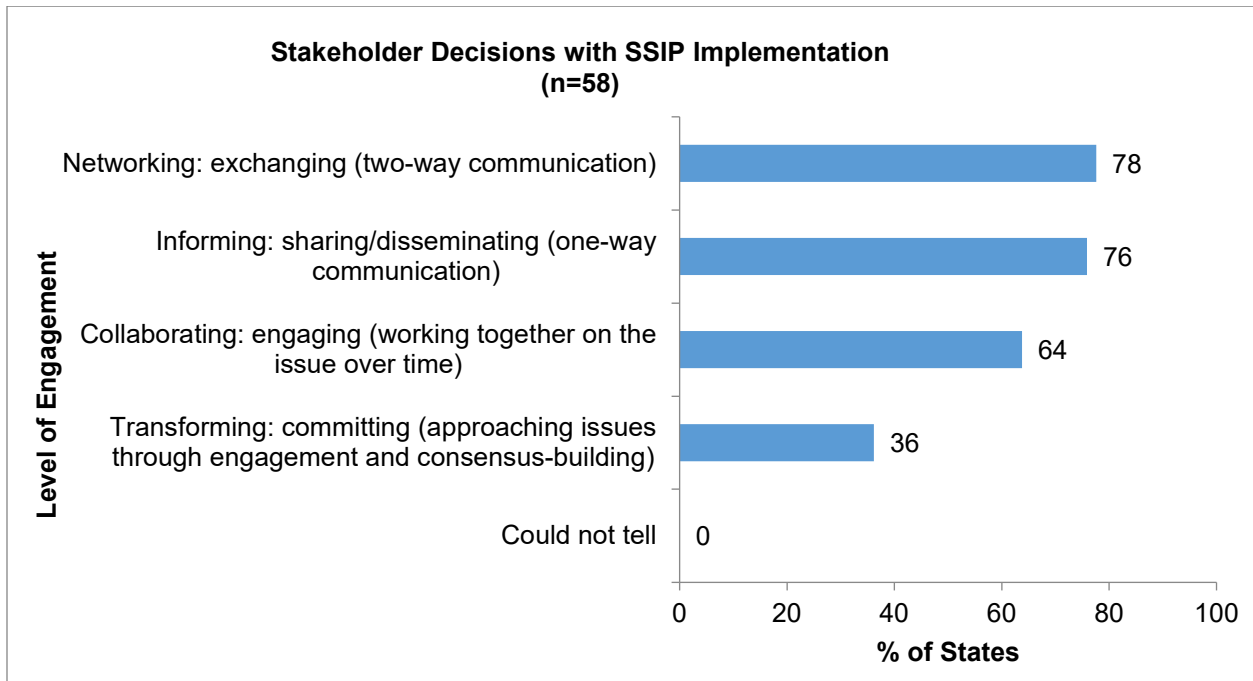 Stakeholder Decisions with SSIP Implementation
(n=58)
Level of Engagement
Networking: exchanging (two-way communication)
78
Informing: sharing/disseminating (one-way
communication)
76
Collaborating: engaging (working together on the
issue over time)
64
Transforming: committing (approaching issues
through engagement and consensus-building)
36
Could not tell
0
0 20 40 60 80 100
% of States